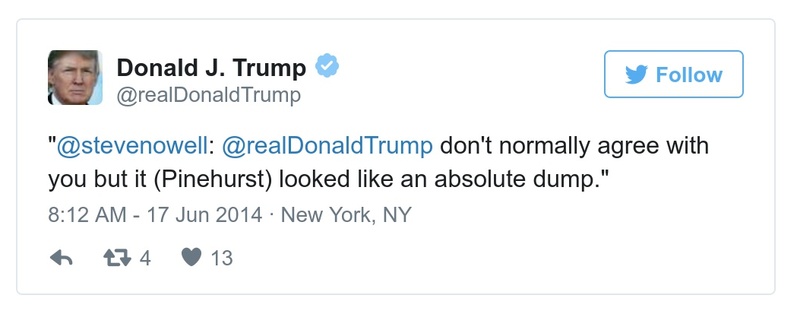 Donald J. Trump
@realDonaldTrump
Follow
"@stevenowell: @realDonaldTrump don't normally agree with
you but it (Pinehurst) looked like an absolute dump."
8:12 AM - 17 Jun 2014 · New York, NY
4 13